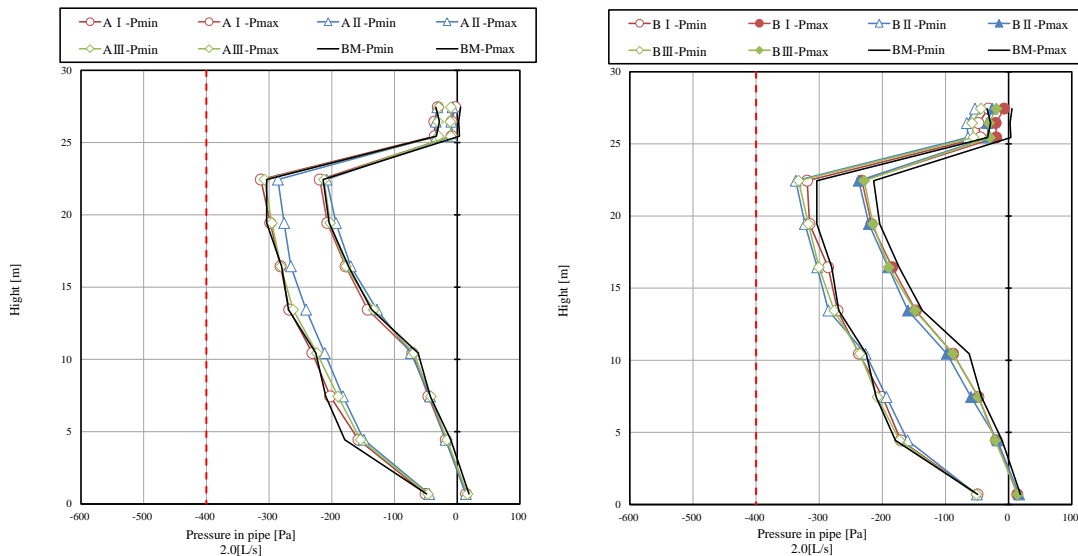 AⅠ-Pmin AⅠ-Pmax AⅡ-Pmin AⅡ-Pmax
AⅢ-Pmin AⅢ-Pmax BM-Pmin BM-Pmax
30
25
20
15
10
5
0
Hight [m]
-600 -500 -400 -300 -200 -100 0 100
Pressure in pipe [Pa]
2.0[L/s]
BⅠ-Pmin BⅠ-Pmax BⅡ-Pmin BⅡ-Pmax
BⅢ-Pmin BⅢ-Pmax BM-Pmin BM-Pmax
30
25
20
15
10
5
0
Hight [m]
-600 -500 -400 -300 -200 -100 0 100
Pressure in pipe [Pa]
2.0[L/s]